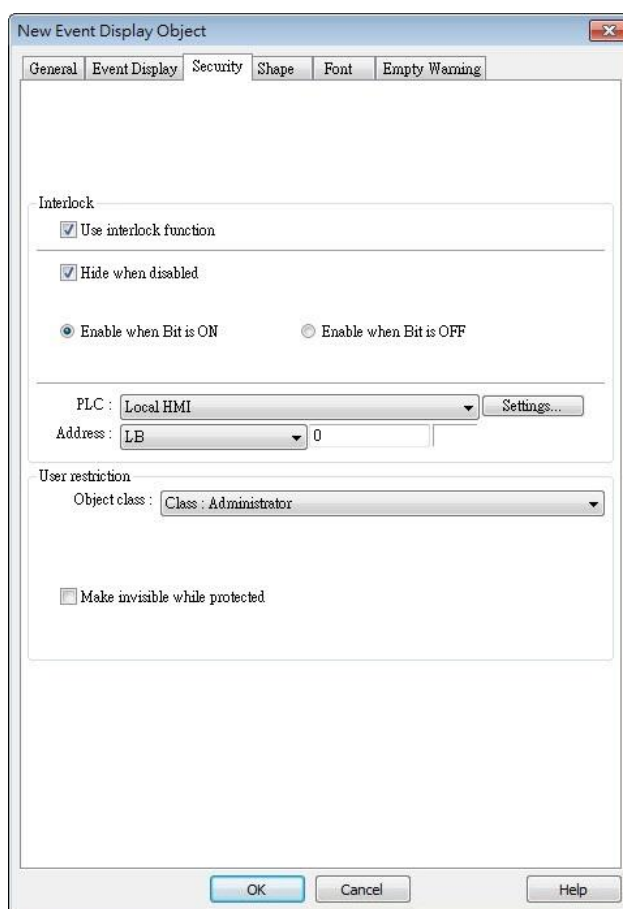 New Event Display Object
General Event Display Security Shape Font Empty Warning
Interlock
Use interlock function
Hide when disabled
Enable when Bit is ON Enable when Bit is OFF
PLC : Local HMI Settings...
Address : LB 0
User restriction
Object class : Class : Administrator
Make invisible while protected
OK Cancel Help